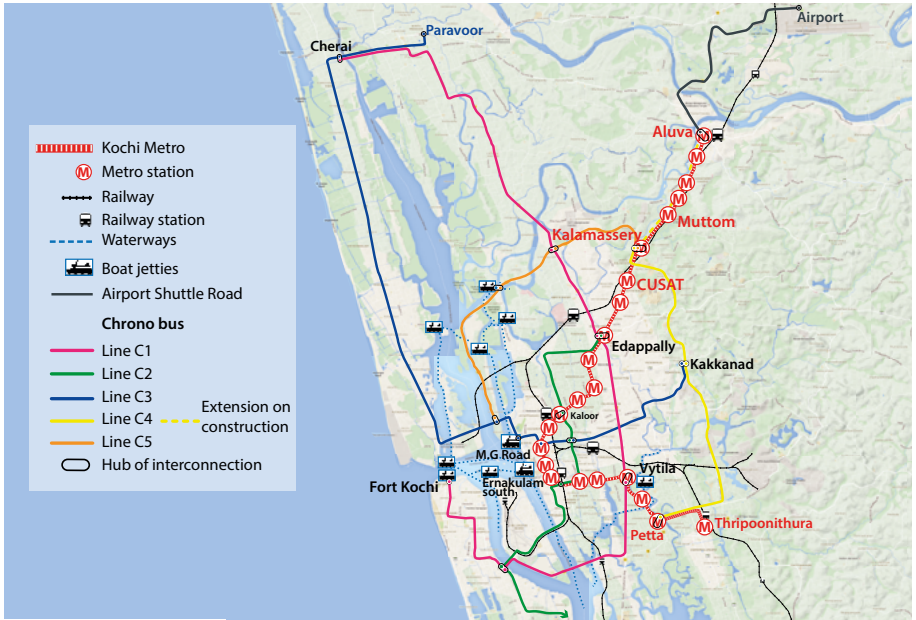 Airport
Paravoor
Cherai
Aluva
Kochi Metro
M Metro station
Railway
Railway station
Waterways
Boat jetties
Airport Shuttle Road
Chrono bus
Line C1
Line C2
Line C3
Line C4
Extension on
construction
Line C5
Hub of interconnection
Muttom
Kalamassery
CUSAT
Edappally
Kakkanad
Kaloor
M.G Road
Vytila
Fort Kochi
Ernakulam
south
Petta
Thripoonithura